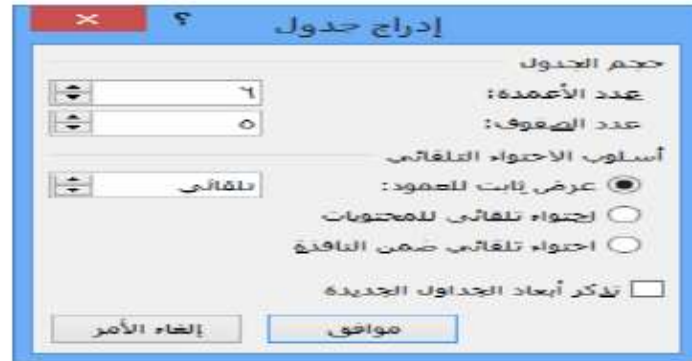 إدراج جدول ؟
حجم الجدول
عدد الأعمدة: ٦
عدد الصفوف: ٥
أسلوب الاحتواء التلقائي
عرض ثابت للعمود: تلقائي
احتواء تلقائي للمحتويات
احتواء تلقائي ضمن النافذة
تذكر أبعاد الجداول الجديدة
موافق إلغاء الأمر